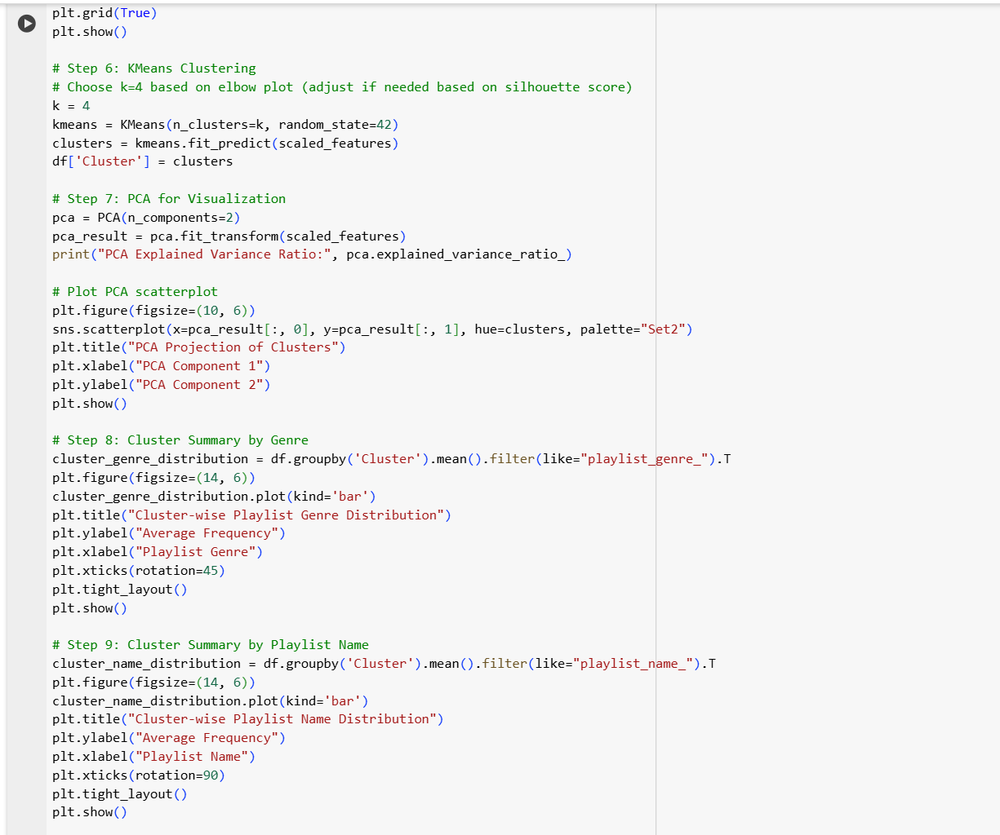 plt.grid(True)
plt.show()
# Step 6: KMeans Clustering
# Choose k=4 based on elbow plot (adjust if needed based on silhouette score)
k = 4
kmeans = KMeans(n_clusters=k, random_state=42)
clusters = kmeans.fit_predict(scaled_features)
df['Cluster'] = clusters
# Step 7: PCA for Visualization
pca = PCA(n_components=2)
pca_result = pca.fit_transform(scaled_features)
print("PCA Explained Variance Ratio:", pca.explained_variance_ratio_)
# Plot PCA scatterplot
plt.figure(figsize=(10, 6))
sns.scatterplot(x=pca_result[:, 0], y=pca_result[:, 1], hue=clusters, palette="Set2")
plt.title("PCA Projection of Clusters")
plt.xlabel("PCA Component 1")
plt.ylabel("PCA Component 2")
plt.show()
# Step 8: Cluster Summary by Genre
cluster_genre_distribution = df.groupby('Cluster').mean().filter(like="playlist_genre_").T
plt.figure(figsize=(14, 6))
cluster_genre_distribution.plot(kind='bar')
plt.title("Cluster-wise Playlist Genre Distribution")
plt.ylabel("Average Frequency")
plt.xlabel("Playlist Genre")
plt.xticks(rotation=45)
plt.tight_layout()
plt.show()
# Step 9: Cluster Summary by Playlist Name
cluster_name_distribution = df.groupby('Cluster').mean().filter(like="playlist_name_").T
plt.figure(figsize=(14, 6))
cluster_name_distribution.plot(kind='bar')
plt.title("Cluster-wise Playlist Name Distribution")
plt.ylabel("Average Frequency")
plt.xlabel("Playlist Name")
plt.xticks(rotation=90)
plt.tight_layout()
plt.show()